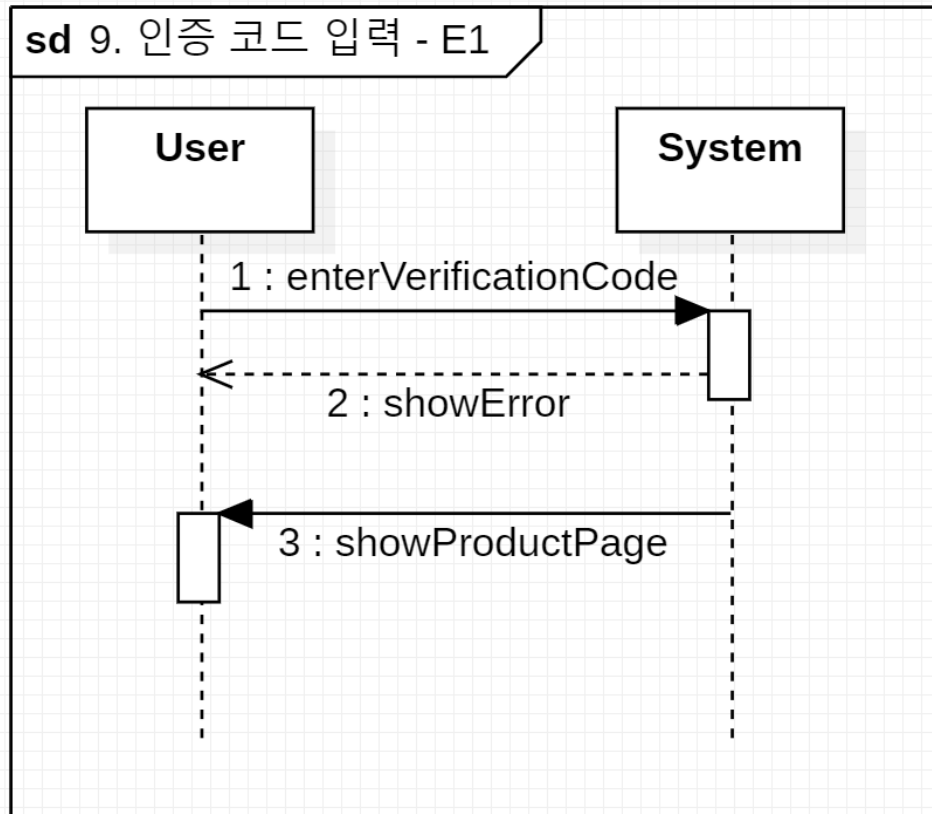 sd 9. 인증 코드 입력 - E1
User
System
1 : enterVerificationCode
2 : showError
3 : showProductPage